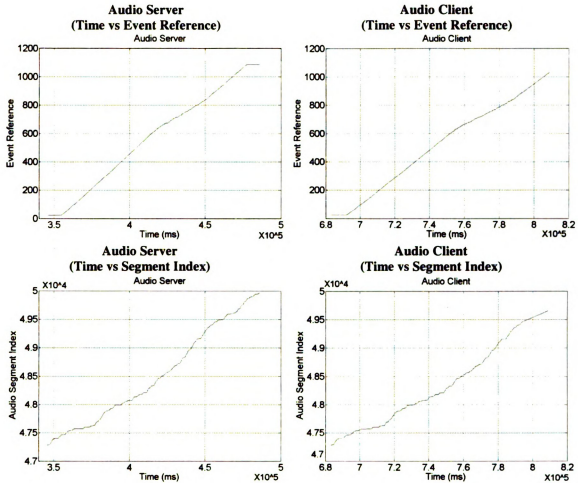 Audio Server
(Time vs Event Reference)
Audio Server
1200
1000
800
600
400
200
0
Event Reference
3.5
4
4.5
5
Time (ms)
X10^5
Audio Client
(Time vs Event Reference)
Audio Client
1200
1000
800
600
400
200
0
Event Reference
6.8
7
7.2
7.4
7.6
7.8
8
8.2
Time (ms)
X10^5
Audio Server
(Time vs Segment Index)
Audio Server
X10^4
5
4.95
4.9
4.85
4.8
4.75
4.7
Audio Segment Index
3.5
4
4.5
5
Time (ms)
X10^5
Audio Client
(Time vs Segment Index)
Audio Client
X10^4
5
4.95
4.9
4.85
4.8
4.75
4.7
Audio Segment Index
6.8
7
7.2
7.4
7.6
7.8
8
8.2
Time (ms)
X10^5